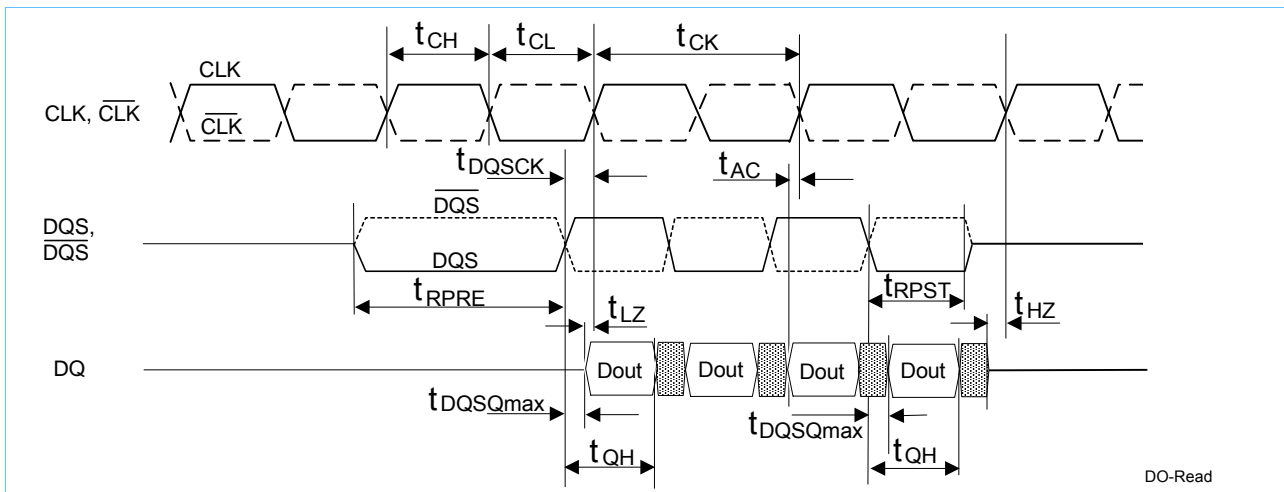 tCH tCL tCK
CLK
CLK, CLK
CLK
tDQSCK tAC
DQS
DQS,
DQS
DQS
tRPRE tRPST
tLZ tHZ
DQ Dout Dout Dout Dout
tDQSQmax tDQSQmax
tQH tQH
DO-Read